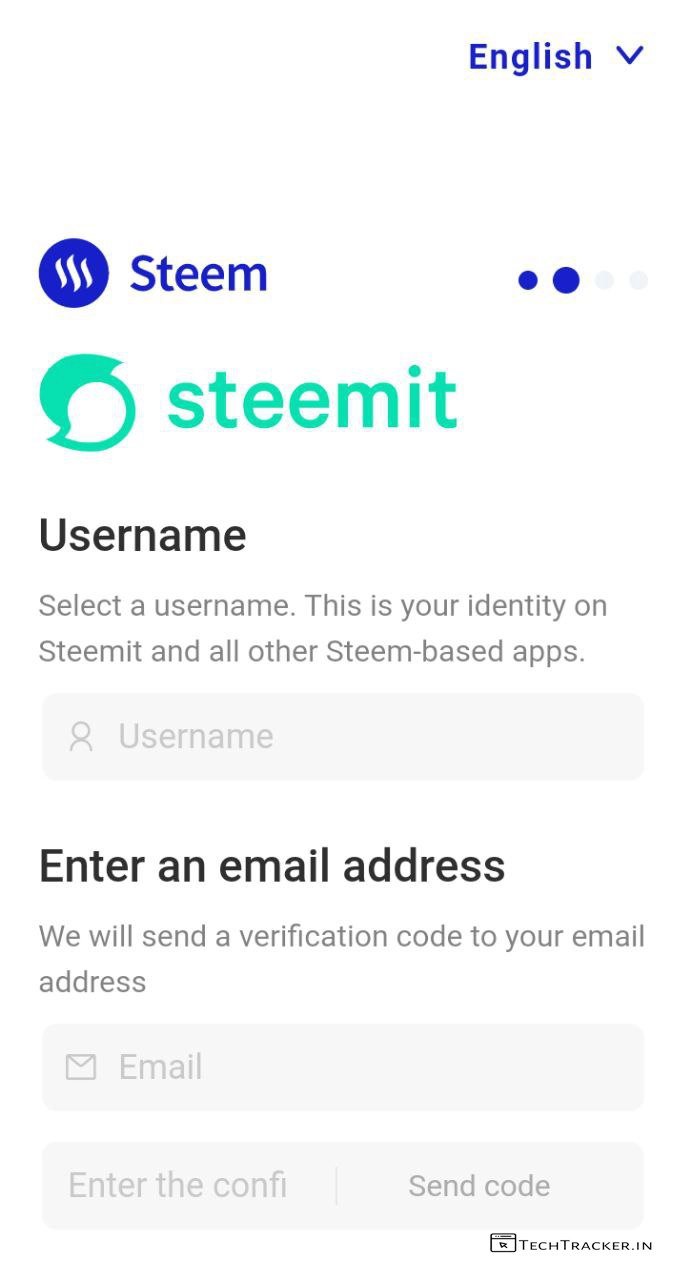 English
Steem
steemit
Username
Select a username. This is your identity on
Steemit and all other Steem-based apps.
Username
Enter an email address
We will send a verification code to your email
address
Email
Enter the confi
Send code
TECHTRACKER.IN